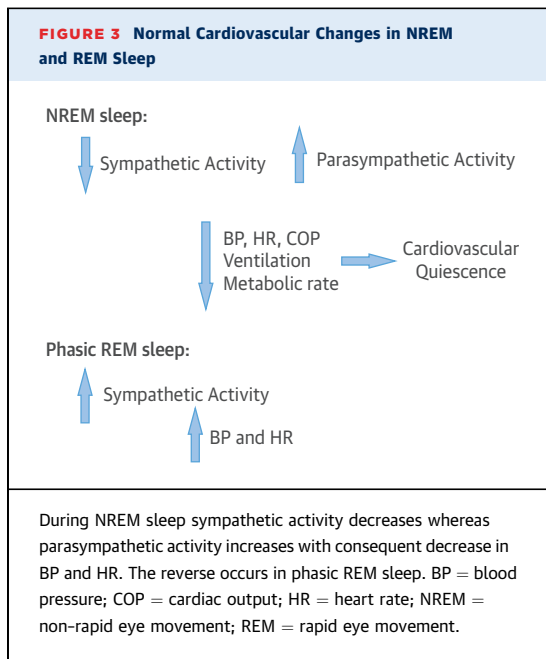 FIGURE 3 Normal Cardiovascular Changes in NREM
and REM Sleep
NREM sleep:
Sympathetic Activity
Parasympathetic Activity
BP, HR, COP
Ventilation
Metabolic rate
Cardiovascular
Quiescence
Phasic REM sleep:
Sympathetic Activity
BP and HR
During NREM sleep sympathetic activity decreases whereas
parasympathetic activity increases with consequent decrease in
BP and HR. The reverse occurs in phasic REM sleep. BP = blood
pressure; COP = cardiac output; HR = heart rate; NREM =
non-rapid eye movement; REM = rapid eye movement.